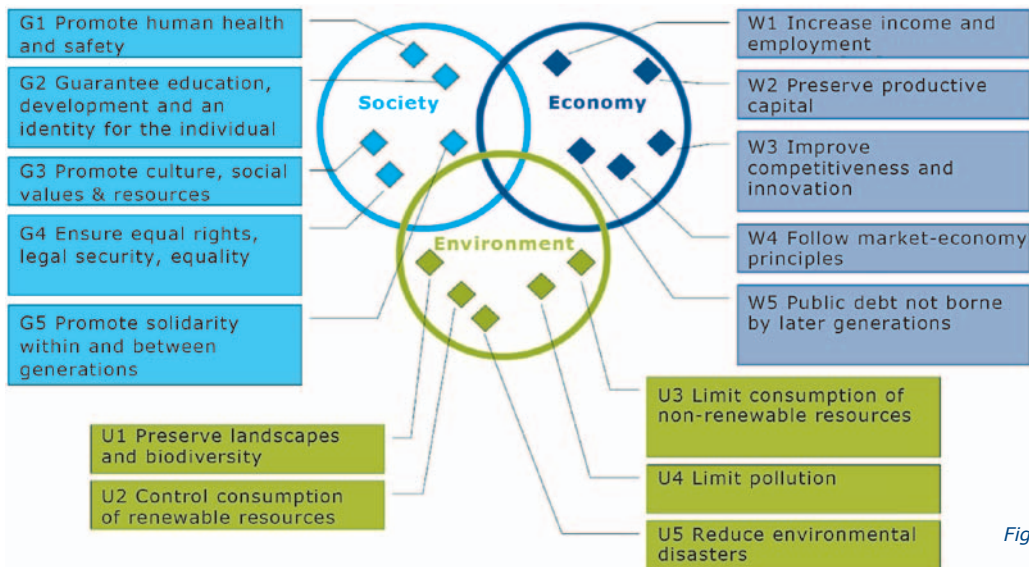 G1 Promote human health
and safety
G2 Guarantee education,
development and an
identity for the individual
G3 Promote culture, social
values & resources
G4 Ensure equal rights,
legal security, equality
G5 Promote solidarity
within and between
generations
Society
Economy
Environment
W1 Increase income and
employment
W2 Preserve productive
capital
W3 Improve
competitiveness and
innovation
W4 Follow market-economy
principles
W5 Public debt not borne
by later generations
U1 Preserve landscapes
and biodiversity
U2 Control consumption
of renewable resources
U3 Limit consumption of
non-renewable resources
U4 Limit pollution
U5 Reduce environmental
disasters
Fig